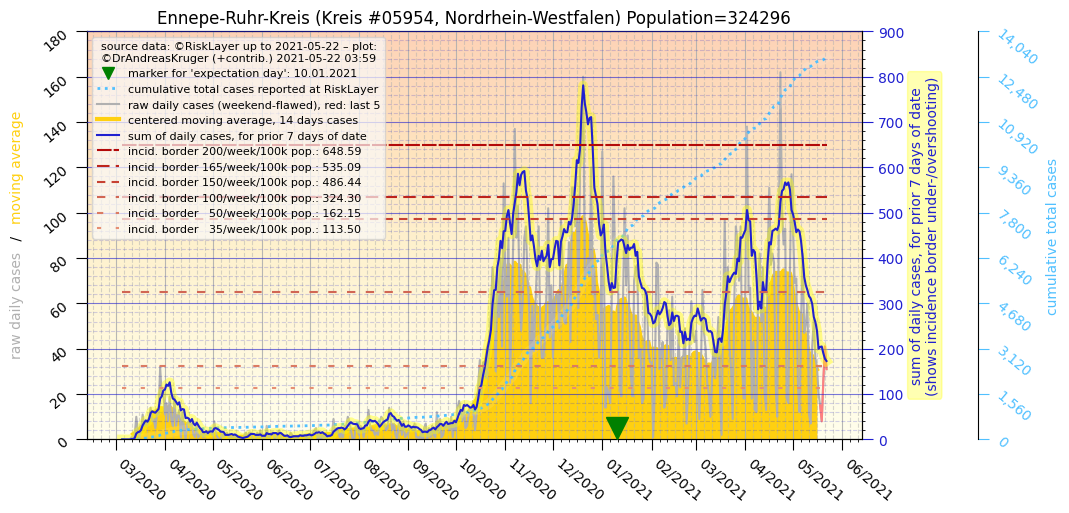 Ennepe-Ruhr-Kreis (Kreis #05954, Nordrhein-Westfalen) Population=324296
source data: ©RiskLayer up to 2021-05-22 – plot:
©DrAndreasKruger (+contrib.) 2021-05-22 03:59
marker for 'expectation day': 10.01.2021
cumulative total cases reported at RiskLayer
raw daily cases (weekend-flawed), red: last 5
centered moving average, 14 days cases
sum of daily cases, for prior 7 days of date
incid. border 200/week/100k pop.: 648.59
incid. border 165/week/100k pop.: 535.09
incid. border 150/week/100k pop.: 486.44
incid. border 100/week/100k pop.: 324.30
incid. border   50/week/100k pop.: 162.15
incid. border   35/week/100k pop.: 113.50
raw daily cases / moving average
180
160
140
120
100
80
60
40
20
0
03/2020
04/2020
05/2020
06/2020
07/2020
08/2020
09/2020
10/2020
11/2020
12/2020
01/2021
02/2021
03/2021
04/2021
05/2021
06/2021
900
800
700
600
500
400
300
200
100
0
sum of daily cases, for prior 7 days of date
(shows incidence border under-/overshooting)
14,040
12,480
10,920
9,360
7,800
6,240
4,680
3,120
1,560
0
cumulative total cases